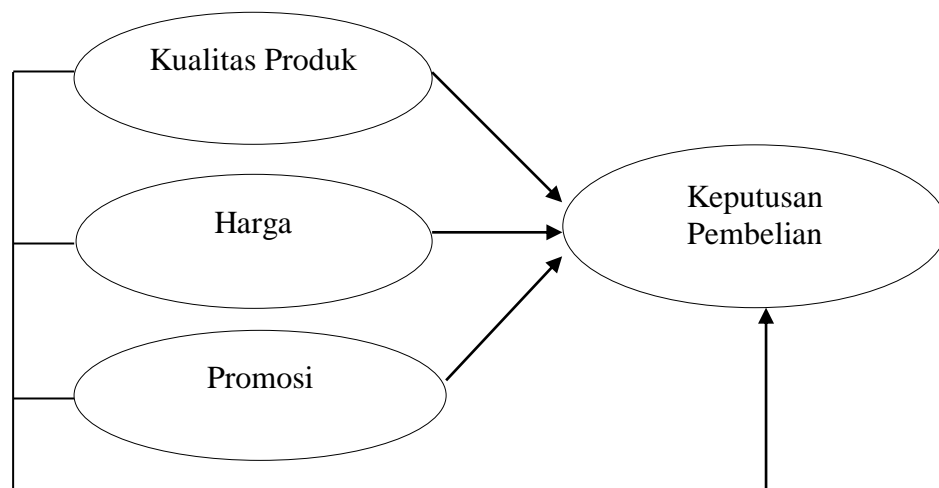 Kualitas Produk
Harga
Promosi
Keputusan
Pembelian